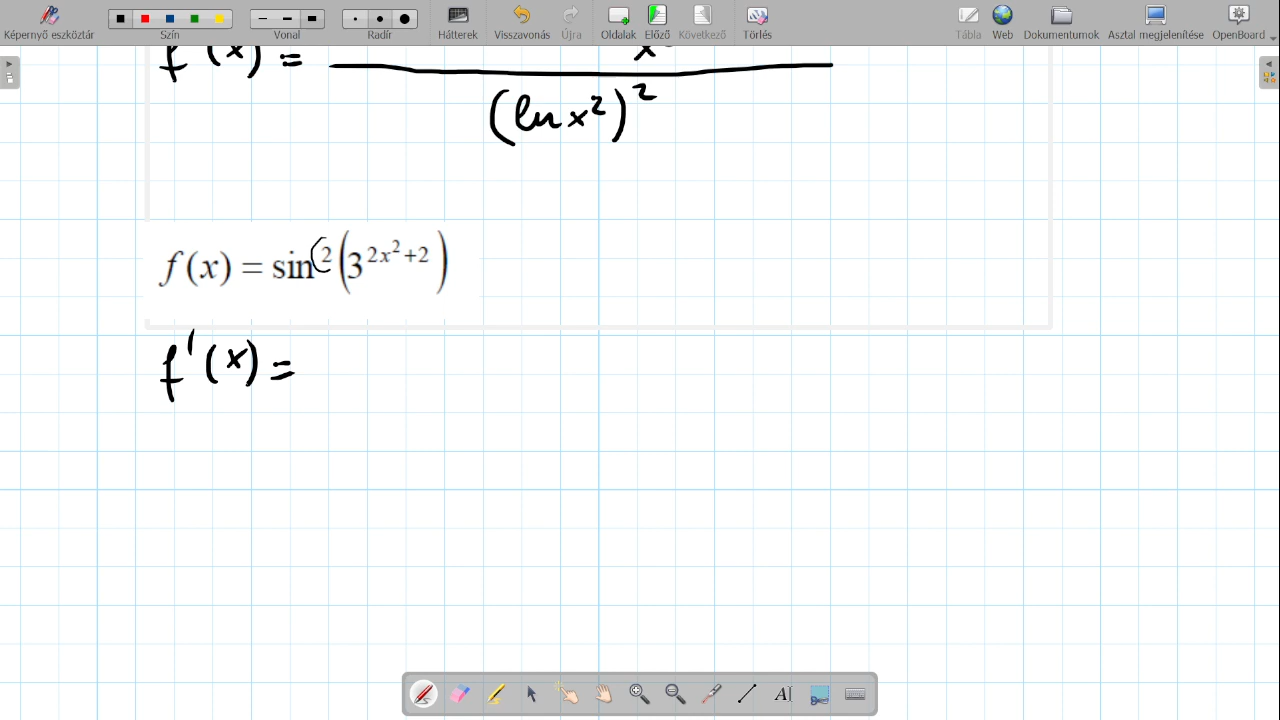 Képernyő eszköztár Szín Vonal Radír Hátterek Visszavonás Újra Oldalak Előző Következő Törlés Tábla Web Dokumentumok Asztal megjelenítése OpenBoard
f'(x) =
(ln x²)²
f(x) = sin²(3^{2x²+2})
f'(x) =